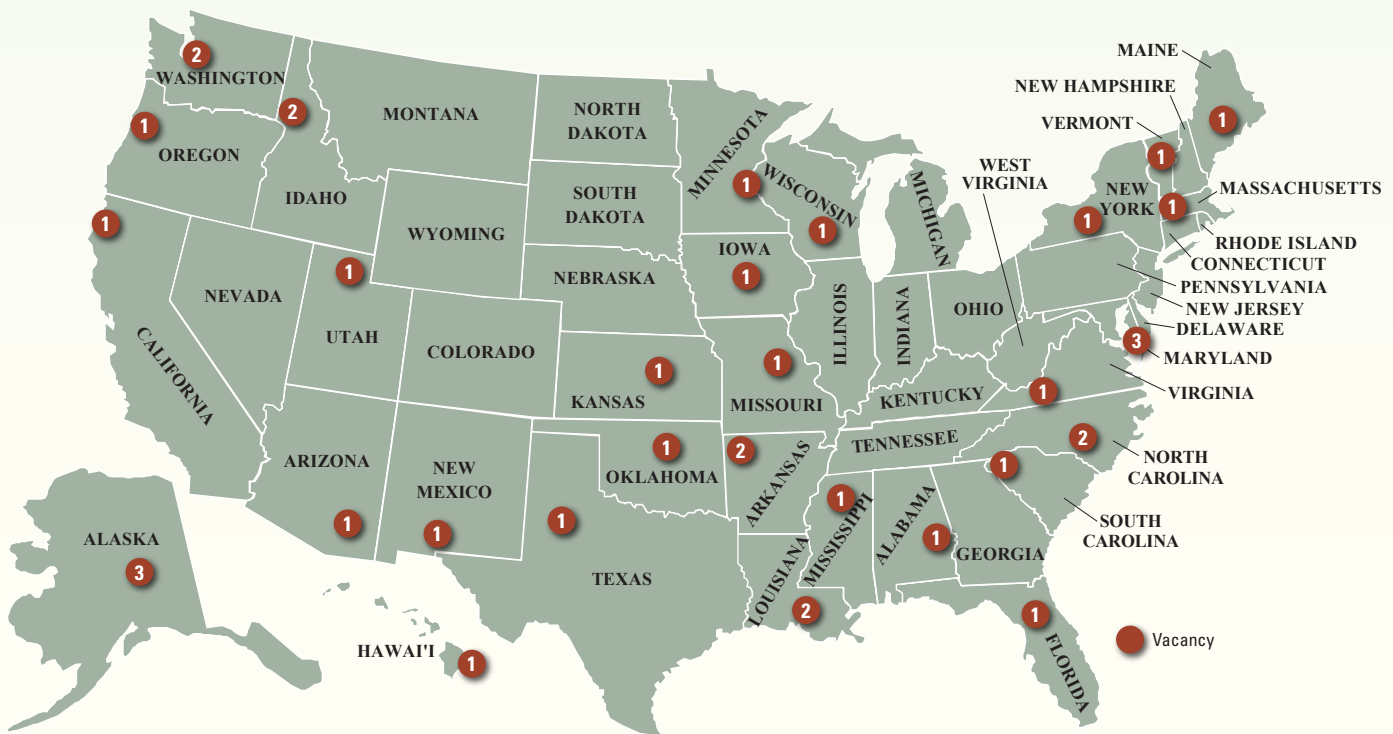 MAINE
2
WASHINGTON
NEW HAMPSHIRE
2
MONTANA
NORTH
DAKOTA
MINNESOTA
1
VERMONT
1
OREGON
1
WEST
VIRGINIA
1
WISCONSIN
MICHIGAN
NEW
YORK
1
MASSACHUSETTS
IDAHO
SOUTH
DAKOTA
1
1
1
WYOMING
1
RHODE ISLAND
IOWA
1
CONNECTICUT
1
NEBRASKA
PENNSYLVANIA
NEVADA
ILLINOIS
INDIANA
OHIO
NEW JERSEY
DELAWARE
UTAH
COLORADO
3
MARYLAND
CALIFORNIA
1
1
VIRGINIA
KANSAS
MISSOURI
KENTUCKY
1
TENNESSEE
2
NORTH
CAROLINA
ARIZONA
NEW
MEXICO
1
OKLAHOMA
2
ARKANSAS
1
1
MISSISSIPPI
ALABAMA
SOUTH
CAROLINA
1
1
1
1
GEORGIA
ALASKA
3
TEXAS
LOUISIANA
2
1
FLORIDA
Vacancy
HAWAI'I
1